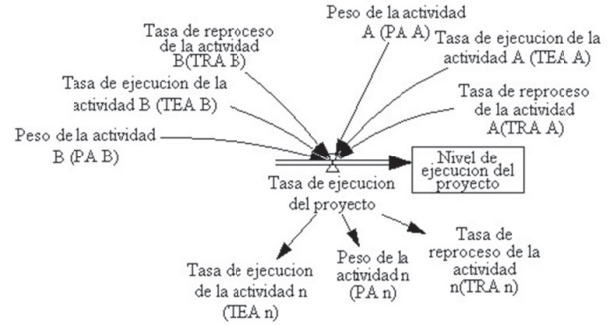 Peso de la actividad
A (PA A)
Tasa de reproceso
de la actividad
B(TRA B)
Tasa de ejecucion de la
actividad A (TEA A)
Tasa de ejecucion de la
actividad B (TEA B)
Tasa de reproceso
de la actividad
A(TRA A)
Peso de la actividad
B (PA B)
Nivel de
ejecucion del
proyecto
Tasa de ejecucion
del proyecto
Tasa de ejecucion
de la actividad n
(TEA n)
Peso de la
actividad n
(PA n)
Tasa de
reproceso de la
actividad
n(TRA n)